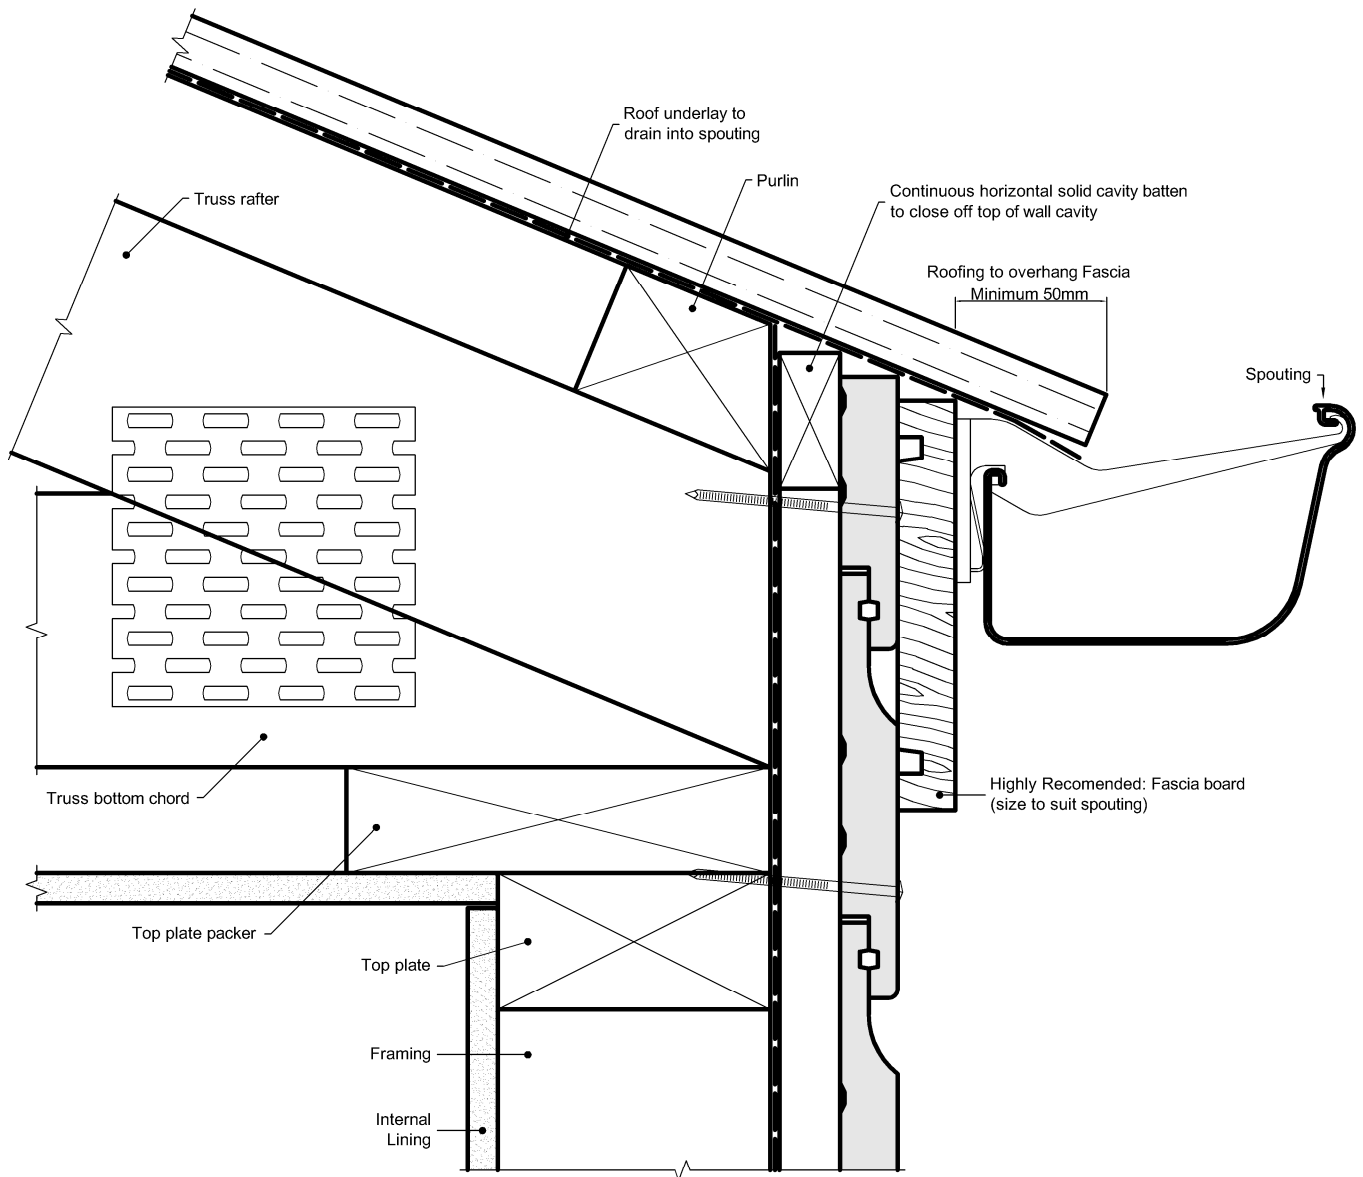 Roof underlay to
drain into spouting
Purlin
Truss rafter
Continuous horizontal solid cavity batten
to close off top of wall cavity
Roofing to overhang Fascia
Minimum 50mm
Spouting
Highly Recomended: Fascia board
(size to suit spouting)
Truss bottom chord
Top plate packer
Top plate
Framing
Internal
Lining